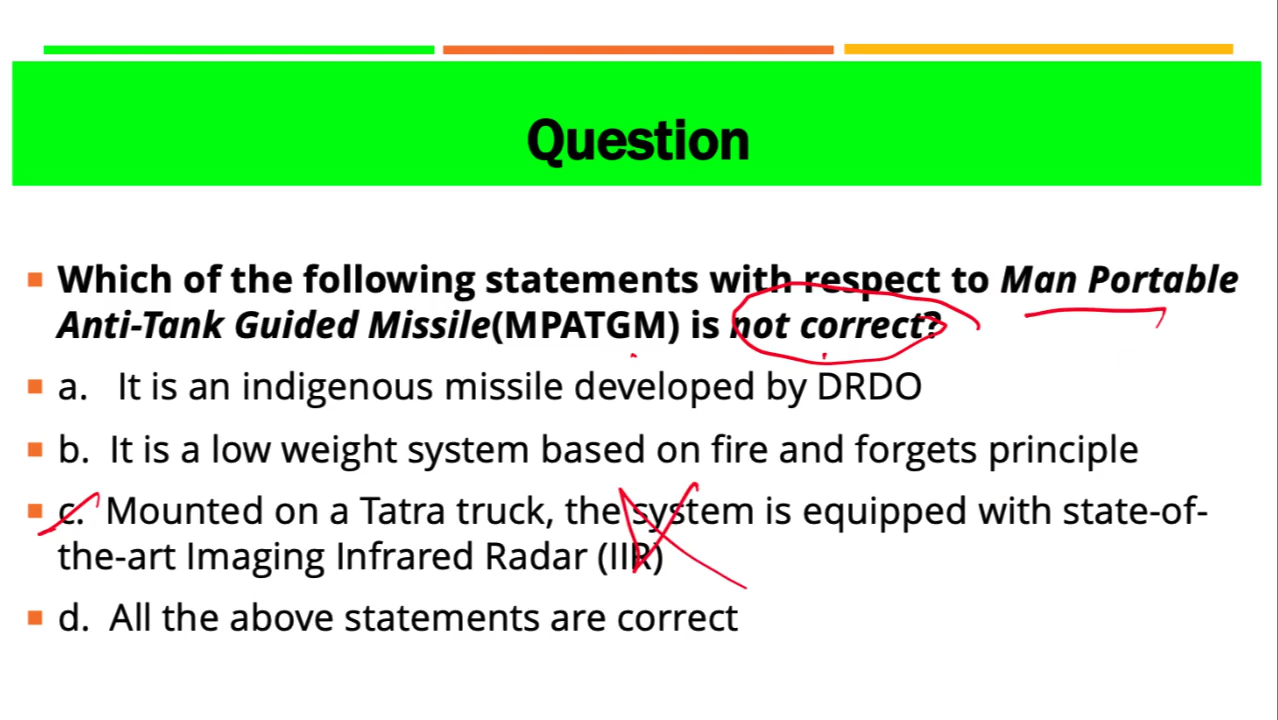 Question
Which of the following statements with respect to Man Portable
Anti-Tank Guided Missile(MPATGM) is not correct?
a. It is an indigenous missile developed by DRDO
b. It is a low weight system based on fire and forgets principle
c. Mounted on a Tatra truck, the system is equipped with state-of-
the-art Imaging Infrared Radar (IIR)
d. All the above statements are correct